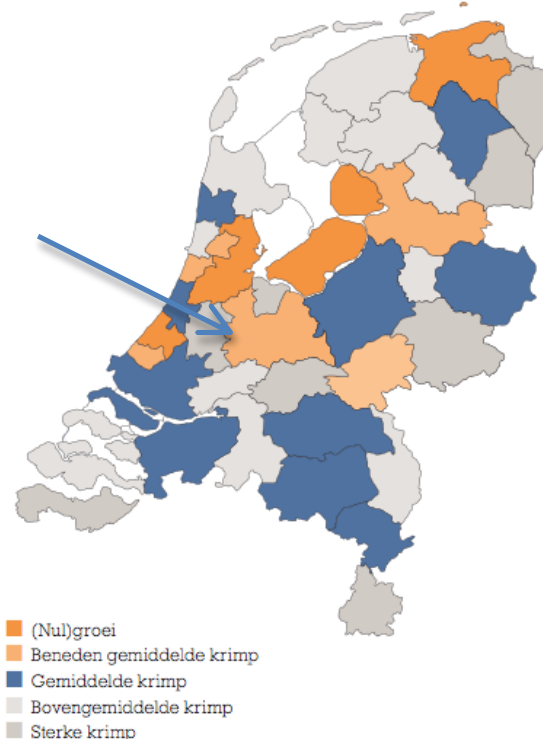 (Nul)groei
Beneden gemiddelde krimp
Gemiddelde krimp
Bovengemiddelde krimp
Sterke krimp